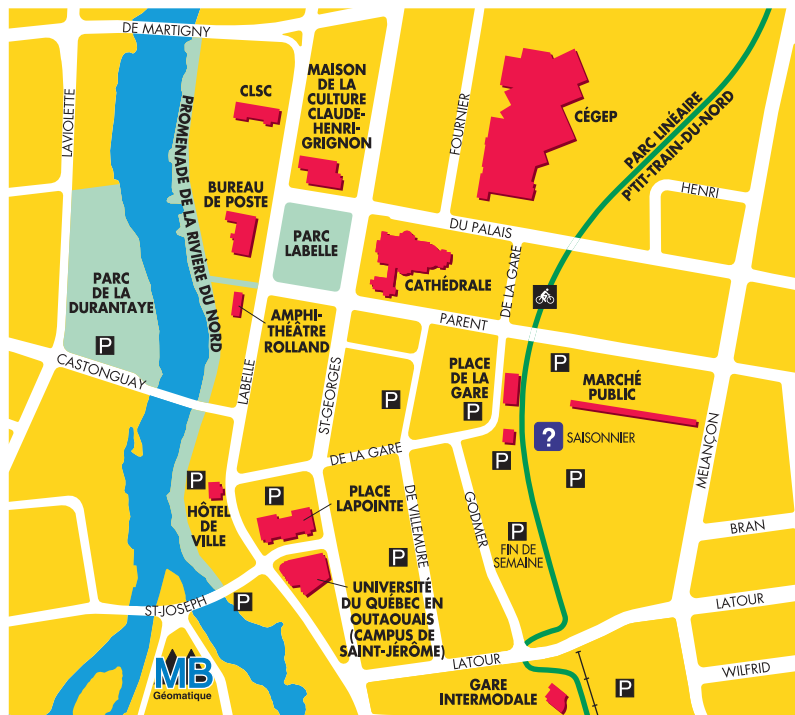 DE MARTIGNY
LAVIOLETTE
PROMENADE DE LA RIVIÈRE DU NORD
CLSC
MAISON
DE LA
CULTURE
CLAUDE-
HENRI-
GRIGNON
FOURNIER
CÉGEP
PARC LINÉAIRE
P'TIT-TRAIN-DU-NORD
HENRI
BUREAU
DE POSTE
PARC
LABELLE
DU PALAIS
CATHÉDRALE
DE LA GARE
PARC
DE LA
DURANTAYE
P
AMPHI-
THÉÂTRE
ROLLAND
PARENT
CASTONGUAY
LABELLE
ST-GEORGES
P
PLACE
DE LA
GARE
P
P
MARCHÉ
PUBLIC
MELANÇON
? SAISONNIER
DE LA GARE
P
P
P
HÔTEL
DE
VILLE
P
PLACE
LAPOINTE
DE VILLEMURE
GODMER
P
FIN DE
SEMAINE
BRAN
P
UNIVERSITÉ
DU QUÉBEC EN
OUTAOUAIS
(CAMPUS DE
SAINT-JÉRÔME)
ST-JOSEPH
P
LATOUR
LATOUR
WILFRID
MB
Géomatique
GARE
INTERMODALE
P